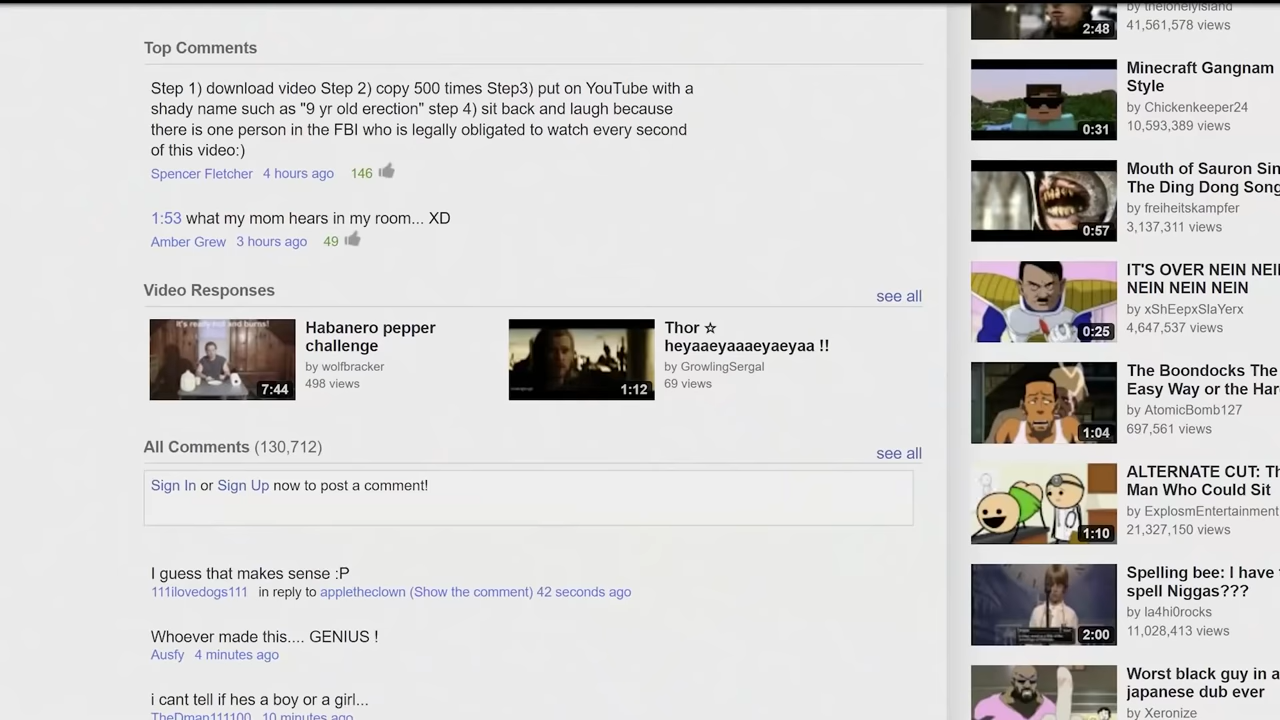 Top Comments
Step 1) download video Step 2) copy 500 times Step3) put on YouTube with a
shady name such as "9 yr old erection" step 4) sit back and laugh because
there is one person in the FBI who is legally obligated to watch every second
of this video:)
Spencer Fletcher 4 hours ago 146
1:53 what my mom hears in my room... XD
Amber Grew 3 hours ago 49
Video Responses
see all
It's really hot and burns!
7:44
Habanero pepper
challenge
by wolfbracker
498 views
1:12
Thor ☆
heyaaeyaaaeyaeyaa !!
by GrowlingSergal
69 views
All Comments (130,712)
see all
Sign In or Sign Up now to post a comment!
I guess that makes sense :P
111ilovedogs111 in reply to appletheclown (Show the comment) 42 seconds ago
Whoever made this.... GENIUS !
Ausfy 4 minutes ago
i cant tell if hes a boy or a girl...
TheDman111100 10 minutes ago
2:48
by thelonelyisland
41,561,578 views
0:31
Minecraft Gangnam
Style
by Chickenkeeper24
10,593,389 views
0:57
Mouth of Sauron Sin
The Ding Dong Song
by freiheitskampfer
3,137,311 views
0:25
IT'S OVER NEIN NEI
NEIN NEIN NEIN
by xShEepxSlaYerx
4,647,537 views
1:04
The Boondocks The
Easy Way or the Har
by AtomicBomb127
697,561 views
1:10
ALTERNATE CUT: Th
Man Who Could Sit
by ExplosmEntertainment
21,327,150 views
2:00
Spelling bee: I have
spell Niggas???
by la4hi0rocks
11,028,413 views
Worst black guy in a
japanese dub ever
by Xeronize